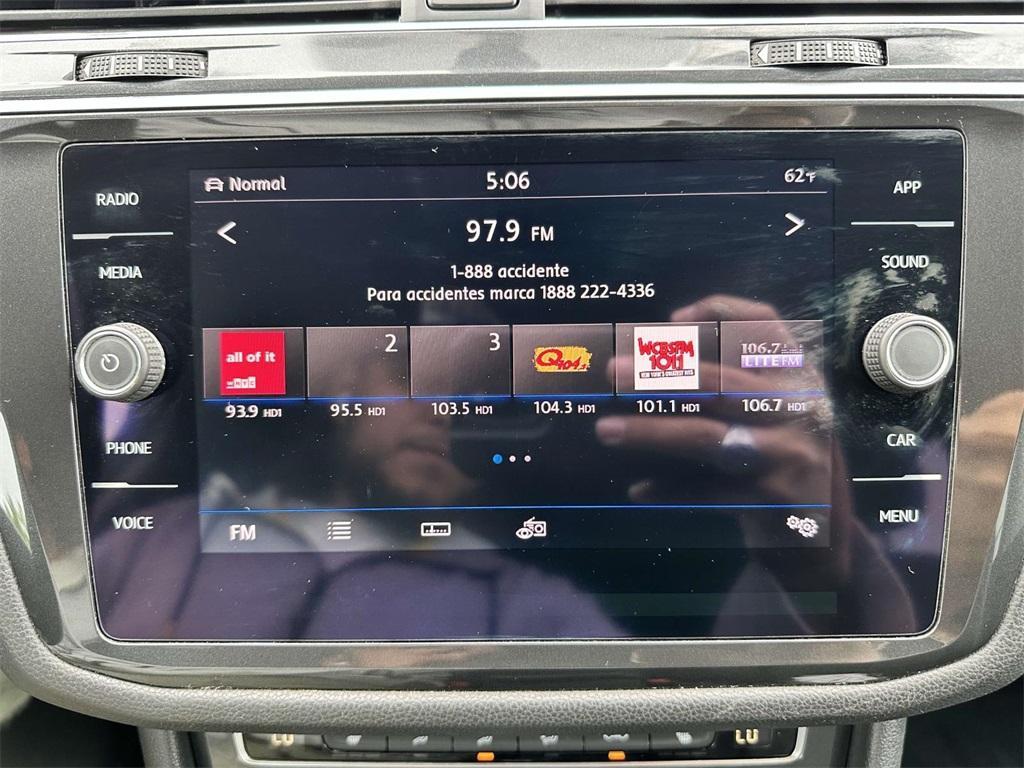 RADIO
MEDIA
PHONE
VOICE
Normal
5:06
62°F
97.9 FM
1-888 accidente
Para accidentes marca 1888 222-4336
all of it
WNYC
2
3
Q104.3
WCBSFM
101.1
NEW YORK'S GREATEST HITS
106.7
LITE FM
93.9 HD1
95.5 HD1
103.5 HD1
104.3 HD1
101.1 HD1
106.7 HD1
FM
APP
SOUND
CAR
MENU
LO
LO